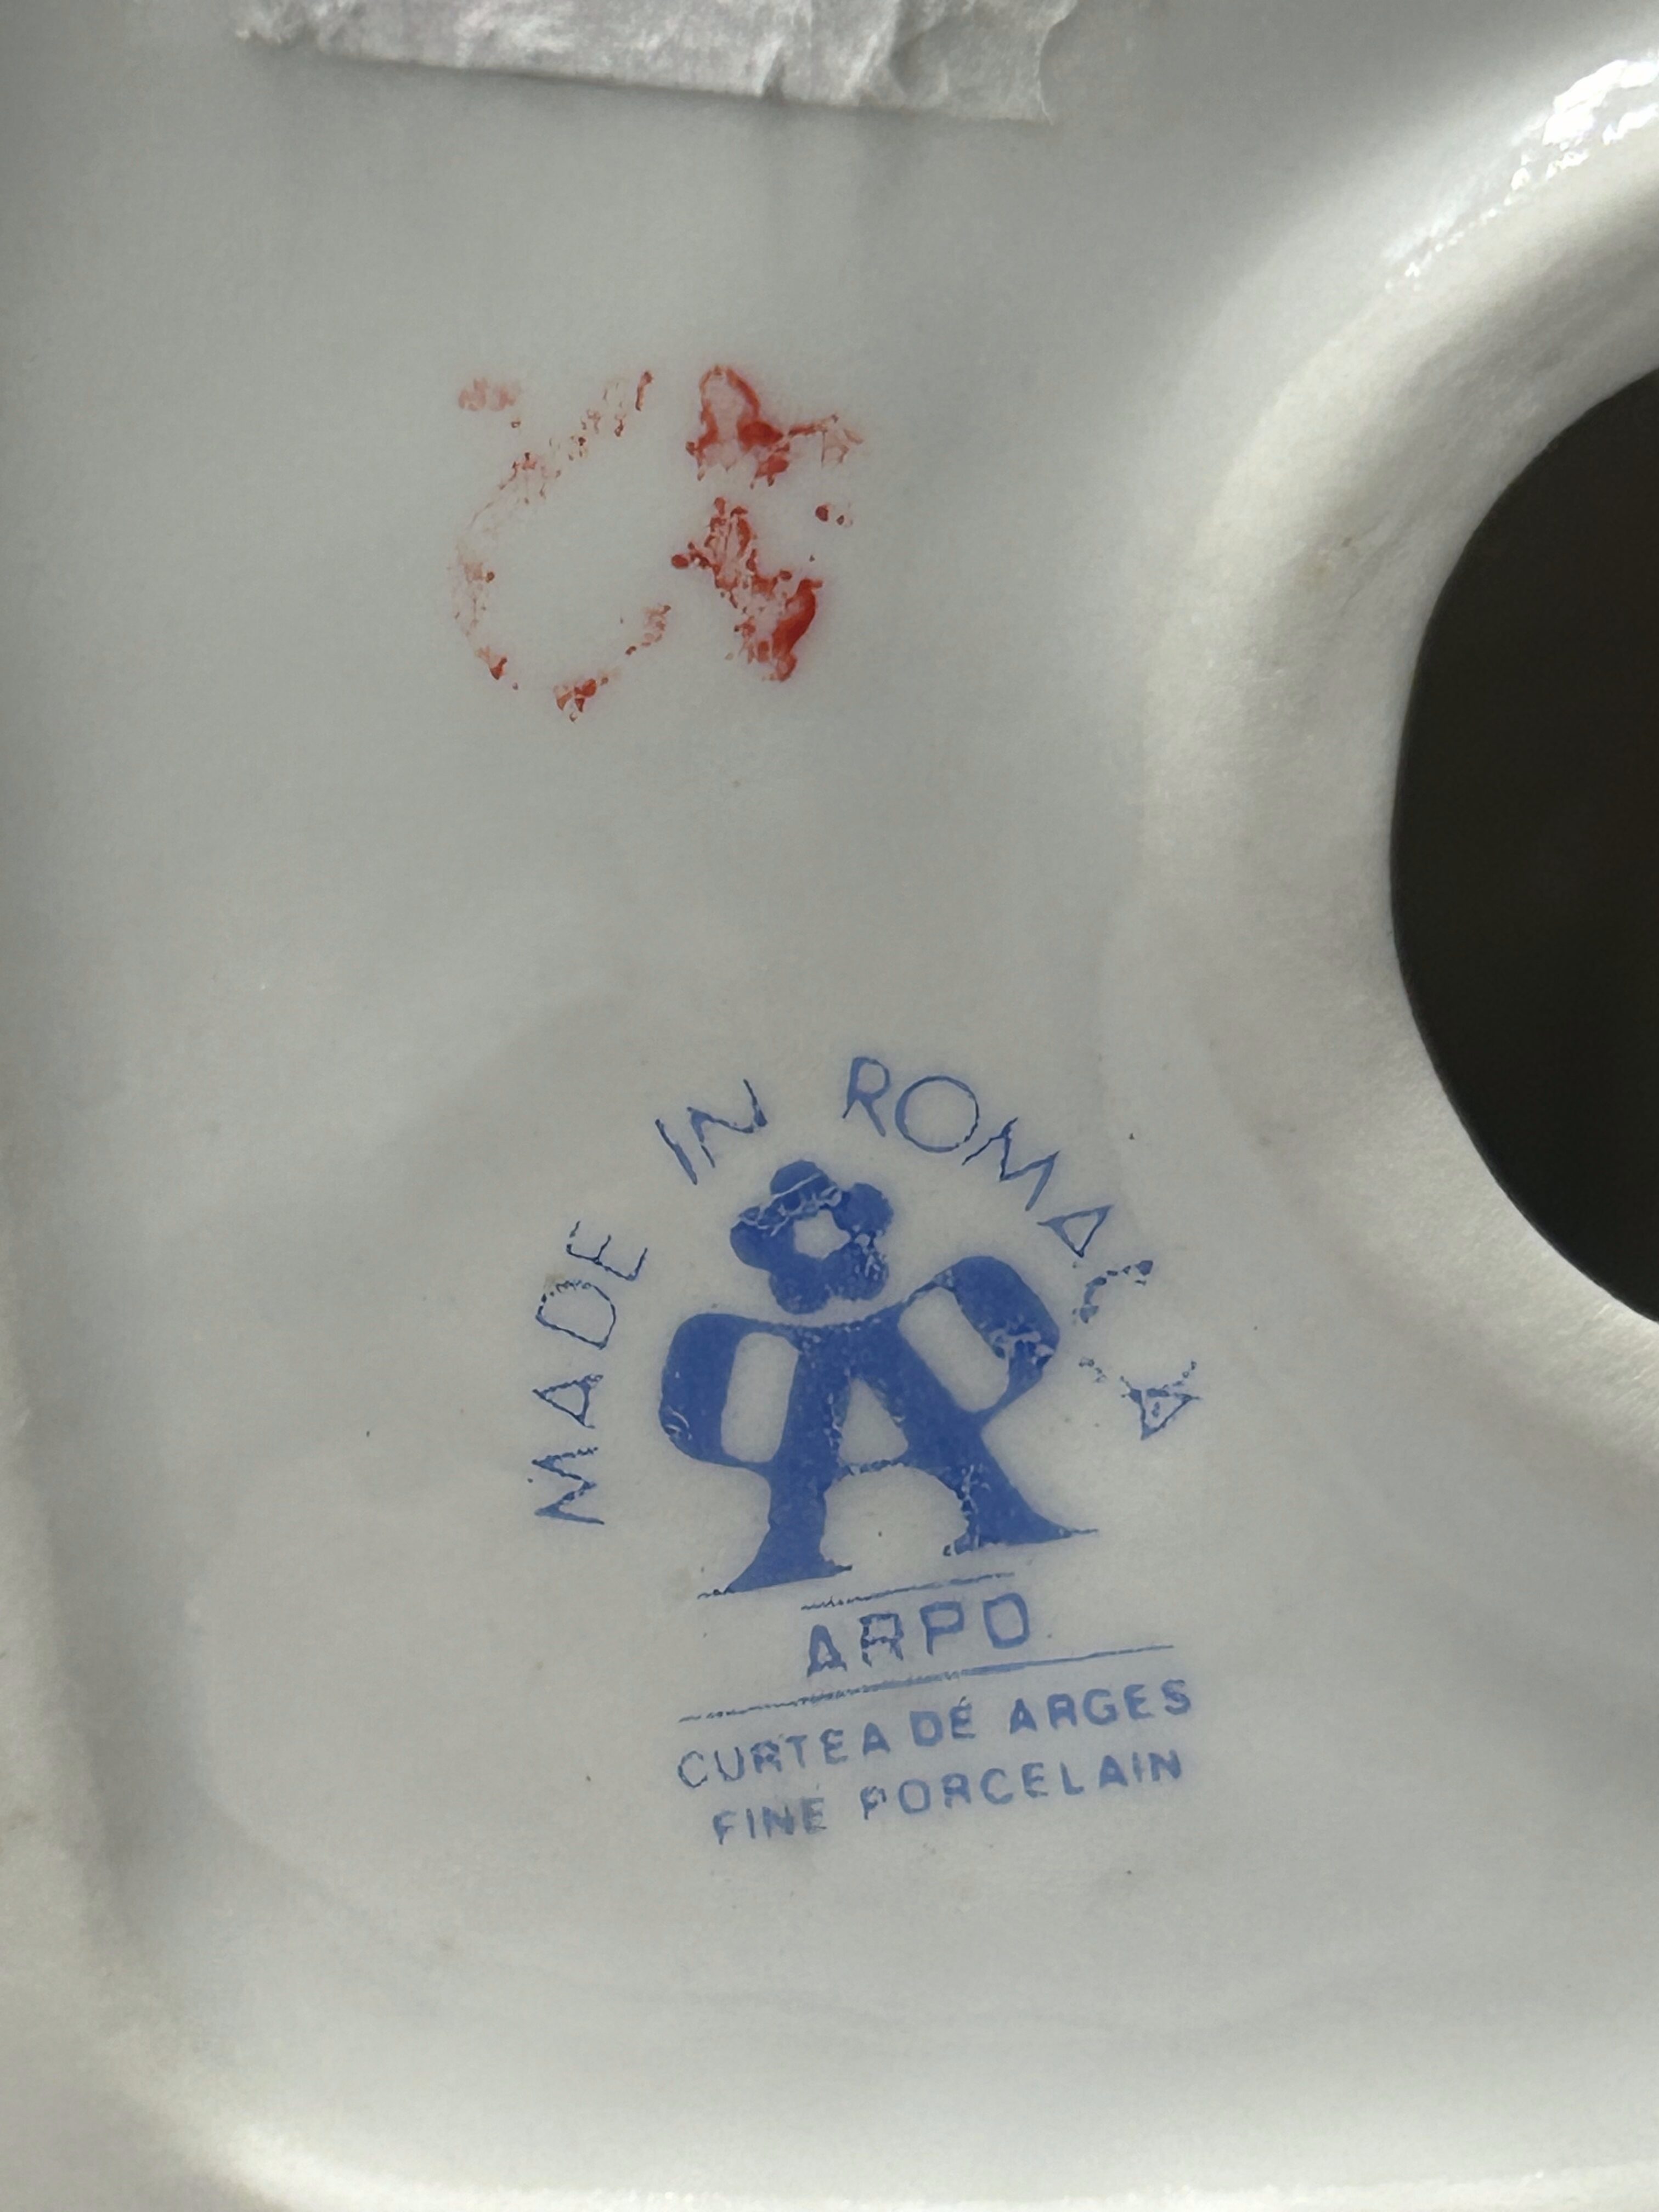 MADE IN ROMANIA
ARPO
CURTEA DE ARGES
FINE PORCELAIN